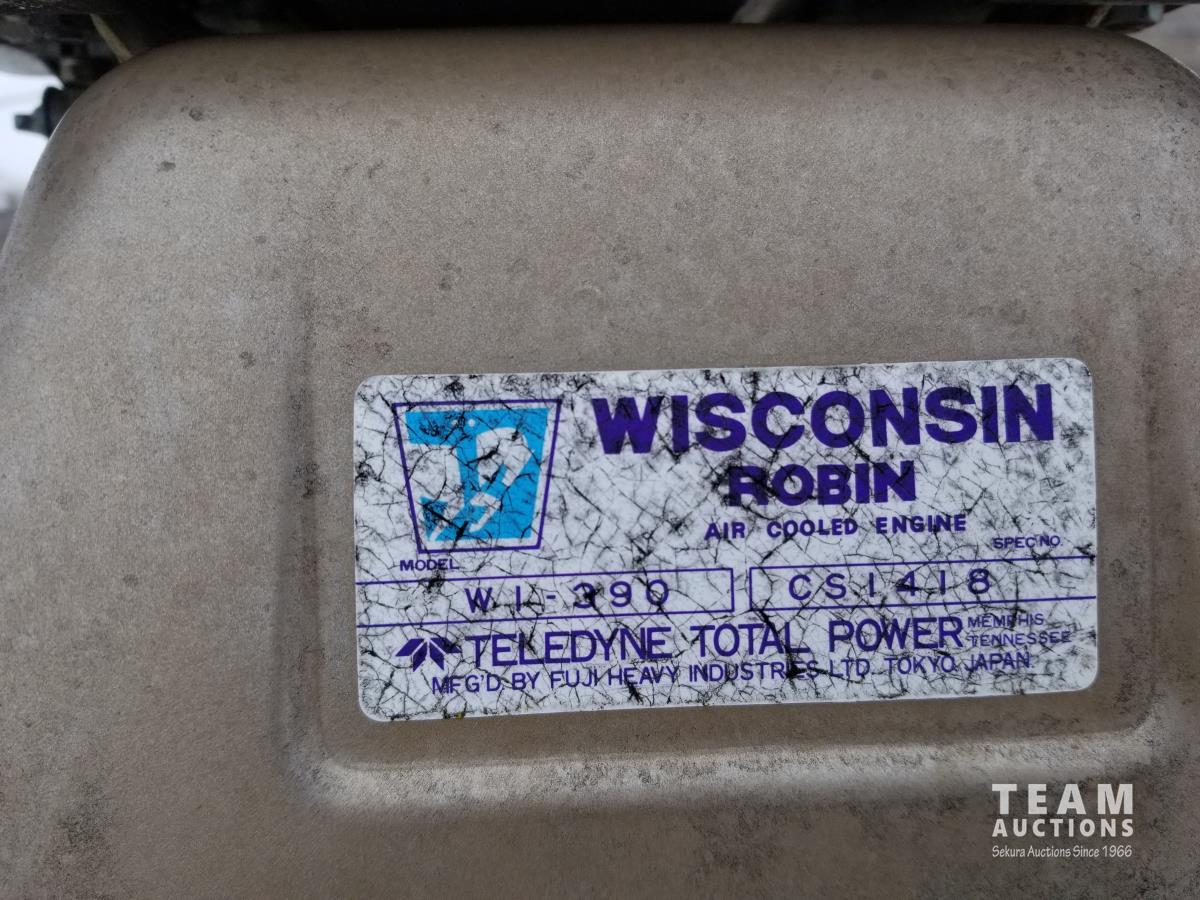 WISCONSIN
ROBIN
AIR COOLED ENGINE
MODEL
SPEC NO.
W1-390
CS1418
TELEDYNE TOTAL POWER MEMPHIS TENNESSEE
MFG'D. BY FUJI HEAVY INDUSTRIES LTD. TOKYO, JAPAN
TEAM
AUCTIONS
Sekura Auctions Since 1966